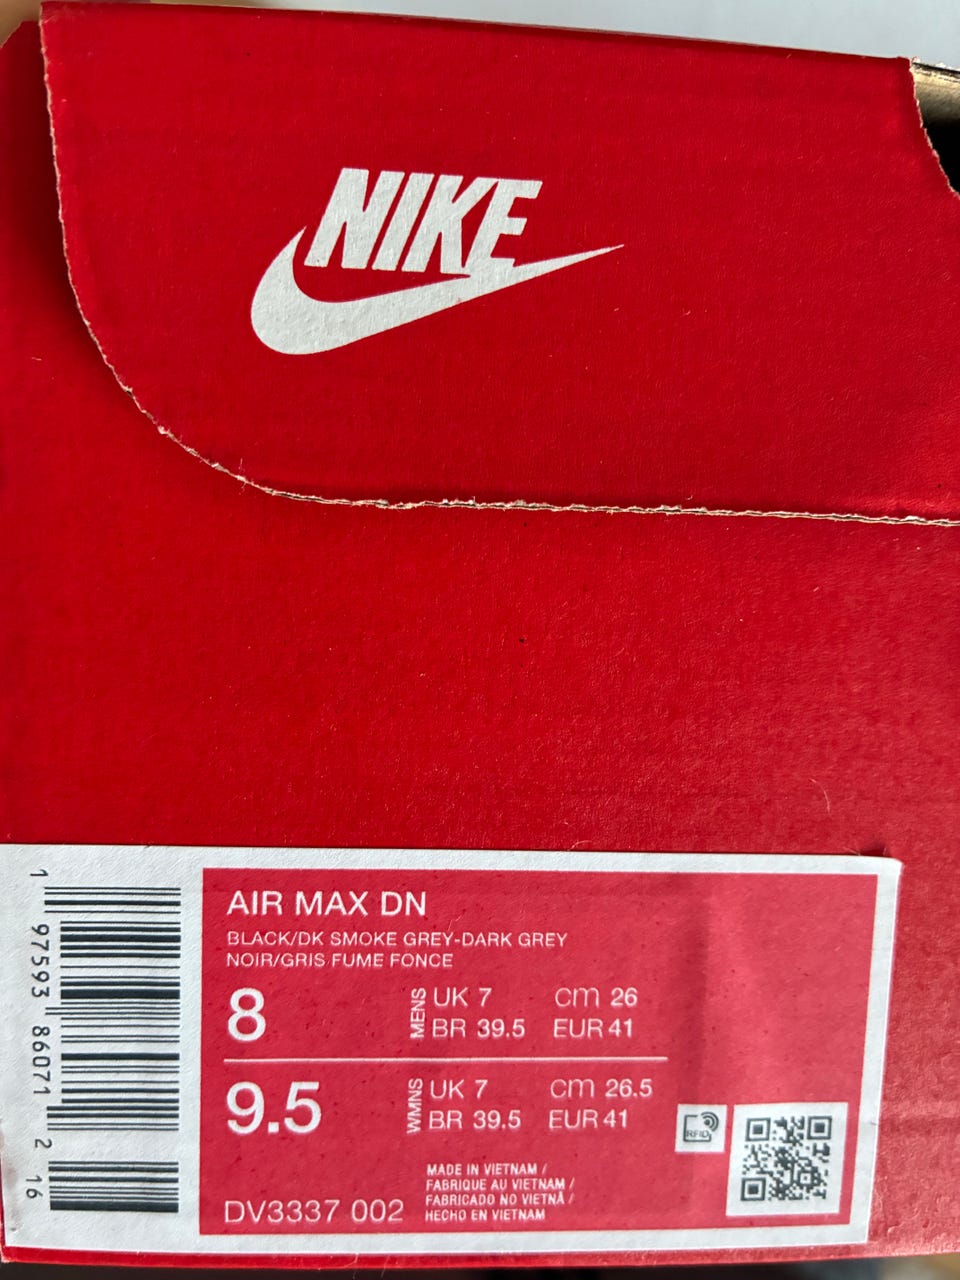 NIKE
AIR MAX DN
BLACK/DK SMOKE GREY-DARK GREY
NOIR/GRIS FUME FONCE
8 MENS UK 7 cm 26
BR 39.5 EUR 41
9.5 WMNS UK 7 cm 26.5
BR 39.5 EUR 41
RFID
MADE IN VIETNAM /
FABRIQUE AU VIETNAM /
FABRICADO NO VIETNÃ /
HECHO EN VIETNAM
DV3337 002
1 97593 86071 2 16